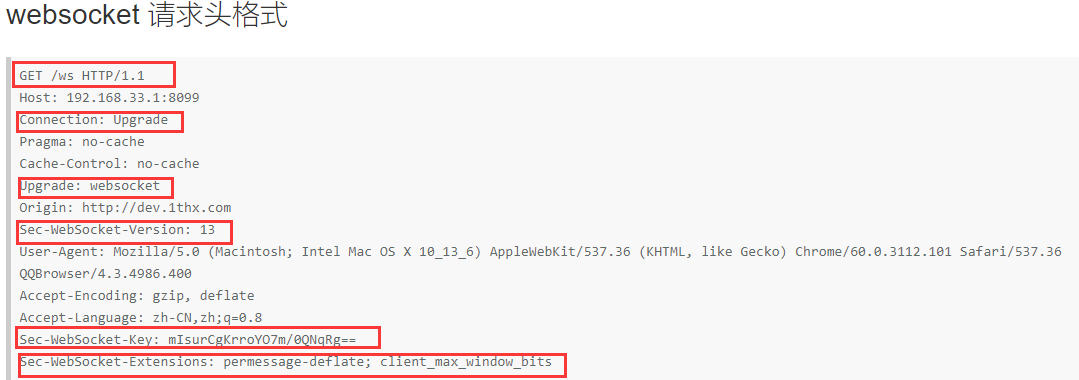 websocket 请求头格式
GET /ws HTTP/1.1
Host: 192.168.33.1:8099
Connection: Upgrade
Pragma: no-cache
Cache-Control: no-cache
Upgrade: websocket
Origin: http://dev.1thx.com
Sec-WebSocket-Version: 13
User-Agent: Mozilla/5.0 (Macintosh; Intel Mac OS X 10_13_6) AppleWebKit/537.36 (KHTML, like Gecko) Chrome/60.0.3112.101 Safari/537.36
QQBrowser/4.3.4986.400
Accept-Encoding: gzip, deflate
Accept-Language: zh-CN,zh;q=0.8
Sec-WebSocket-Key: mIsurCgKrroYO7m/0QNqRg==
Sec-WebSocket-Extensions: permessage-deflate; client_max_window_bits